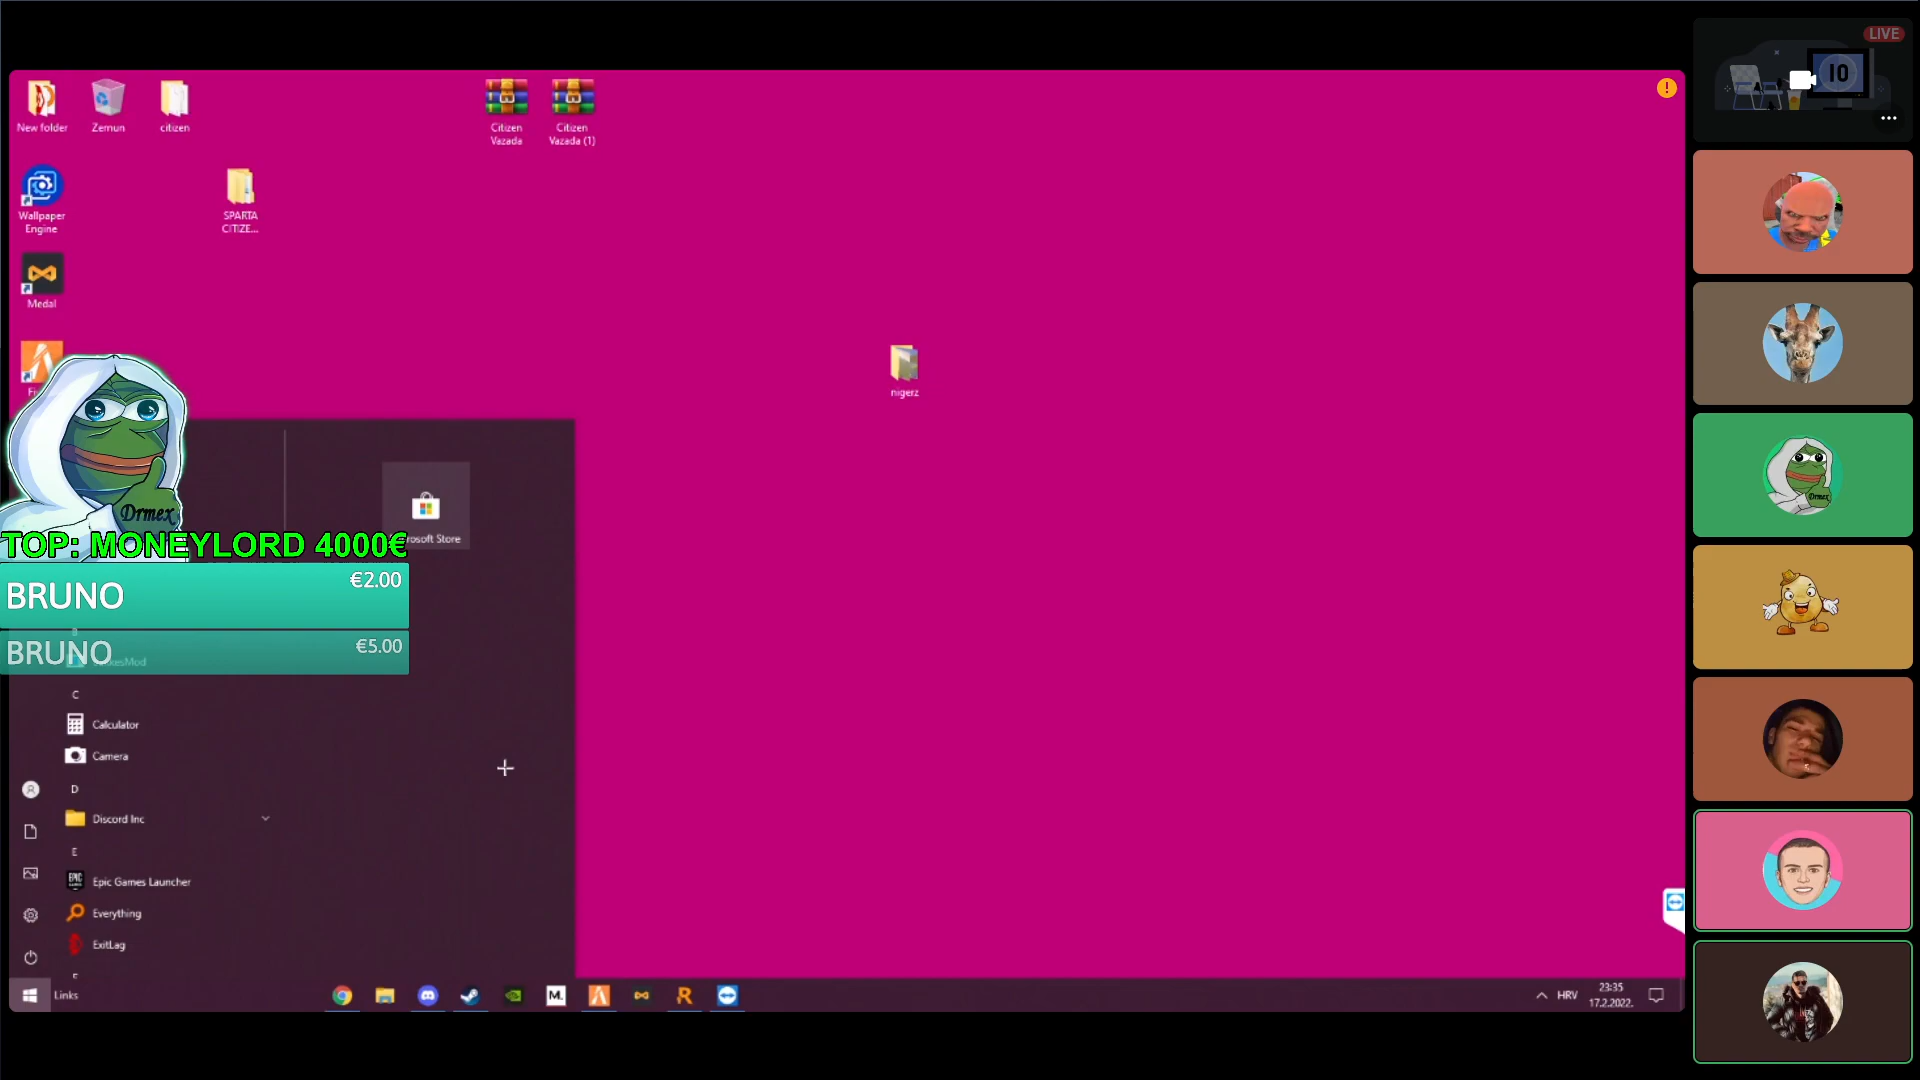 LIVE
10
New folder
Zemun
citizen
Citizen
Vazada
Citizen
Vazada (1)
Wallpaper
Engine
SPARTA
CITIZE...
Medal
nigerz
Drmex
rosoft Store
TOP: MONEYLORD 4000€
BRUNO
€2.00
BRUNO
€5.00
C
Calculator
Camera
D
Discord Inc
E
Epic Games Launcher
Everything
ExitLag
Links
M.
R
HRV
23:35
17.2.2022.
Drmex